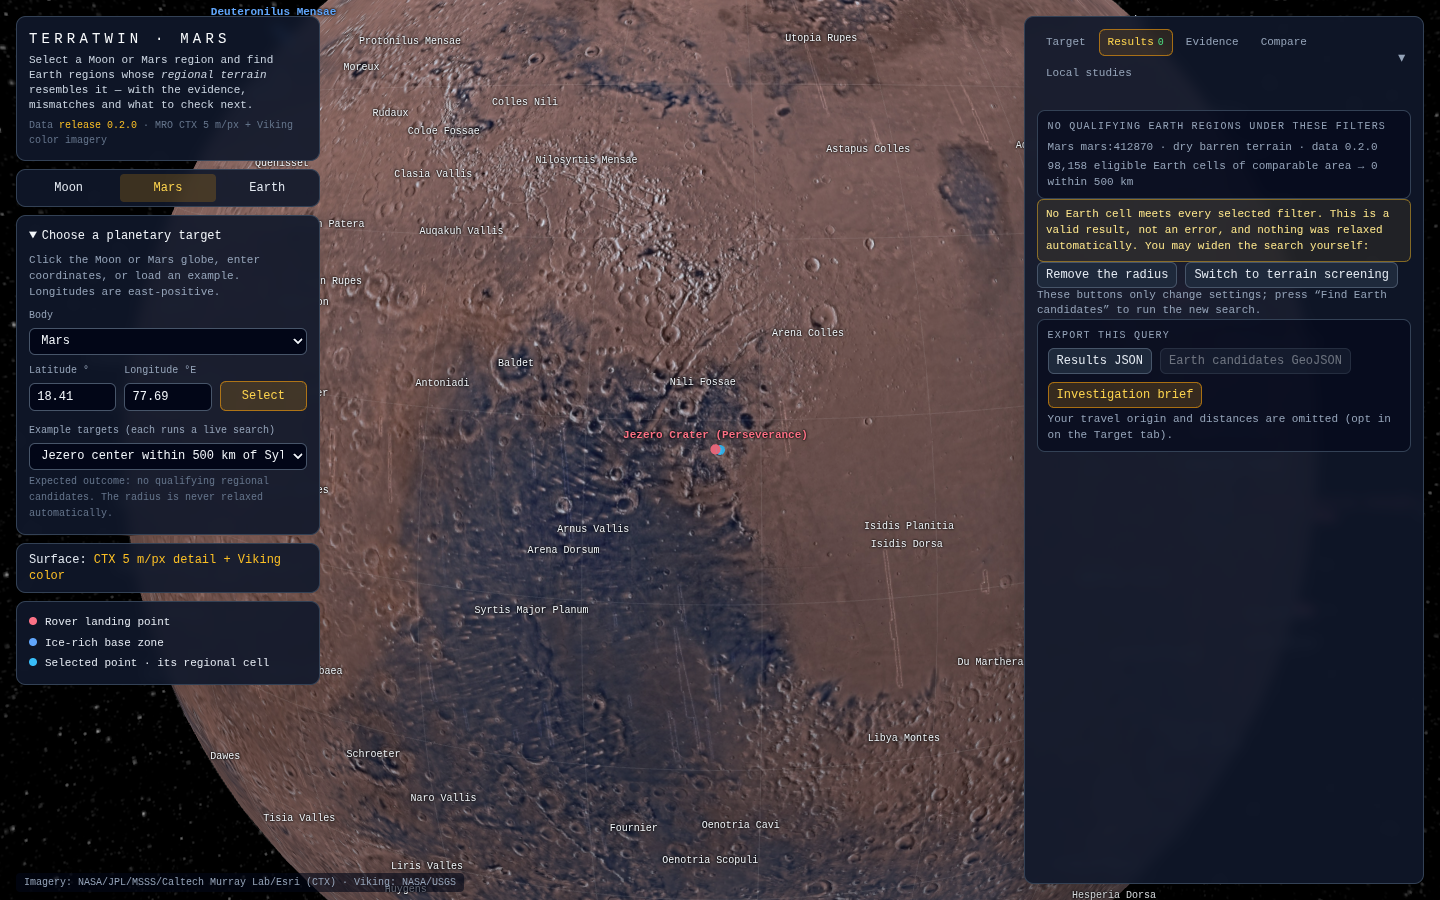 Deuteronilus Mensae
TERRATWIN · MARS
Select a Moon or Mars region and find
Earth regions whose regional terrain
resembles it — with the evidence,
mismatches and what to check next.
Data release 0.2.0 · MRO CTX 5 m/px + Viking
color imagery
Moon
Mars
Earth
▼ Choose a planetary target
Click the Moon or Mars globe, enter
coordinates, or load an example.
Longitudes are east-positive.
Body
Mars
Latitude °
Longitude °E
18.41
77.69
Select
Example targets (each runs a live search)
Jezero center within 500 km of Syl
Expected outcome: no qualifying regional
candidates. The radius is never relaxed
automatically.
Surface: CTX 5 m/px detail + Viking
color
Rover landing point
Ice-rich base zone
Selected point · its regional cell
Protonilus Mensae
Utopia Rupes
Moreux
Colles Nili
Rudaux
Coloe Fossae
Astapus Colles
Quenisset
Nilosyrtis Mensae
Clasia Vallis
Patera
Auqakuh Vallis
Rupes
Arena Colles
Baldet
Antoniadi
Nili Fossae
Jezero Crater (Perseverance)
Arnus Vallis
Isidis Planitia
Arena Dorsum
Isidis Dorsa
Syrtis Major Planum
Du Martheray
Libya Montes
Dawes
Schroeter
Naro Vallis
Tisia Valles
Fournier
Oenotria Cavi
Liris Valles
Oenotria Scopuli
Huygens
Hesperia Dorsa
Imagery: NASA/JPL/MSSS/Caltech Murray Lab/Esri (CTX) · Viking: NASA/USGS
Target
Results 0
Evidence
Compare
▼
Local studies
NO QUALIFYING EARTH REGIONS UNDER THESE FILTERS
Mars mars:412870 · dry barren terrain · data 0.2.0
98,158 eligible Earth cells of comparable area → 0
within 500 km
No Earth cell meets every selected filter. This is a
valid result, not an error, and nothing was relaxed
automatically. You may widen the search yourself:
Remove the radius
Switch to terrain screening
These buttons only change settings; press “Find Earth
candidates” to run the new search.
EXPORT THIS QUERY
Results JSON
Earth candidates GeoJSON
Investigation brief
Your travel origin and distances are omitted (opt in
on the Target tab).